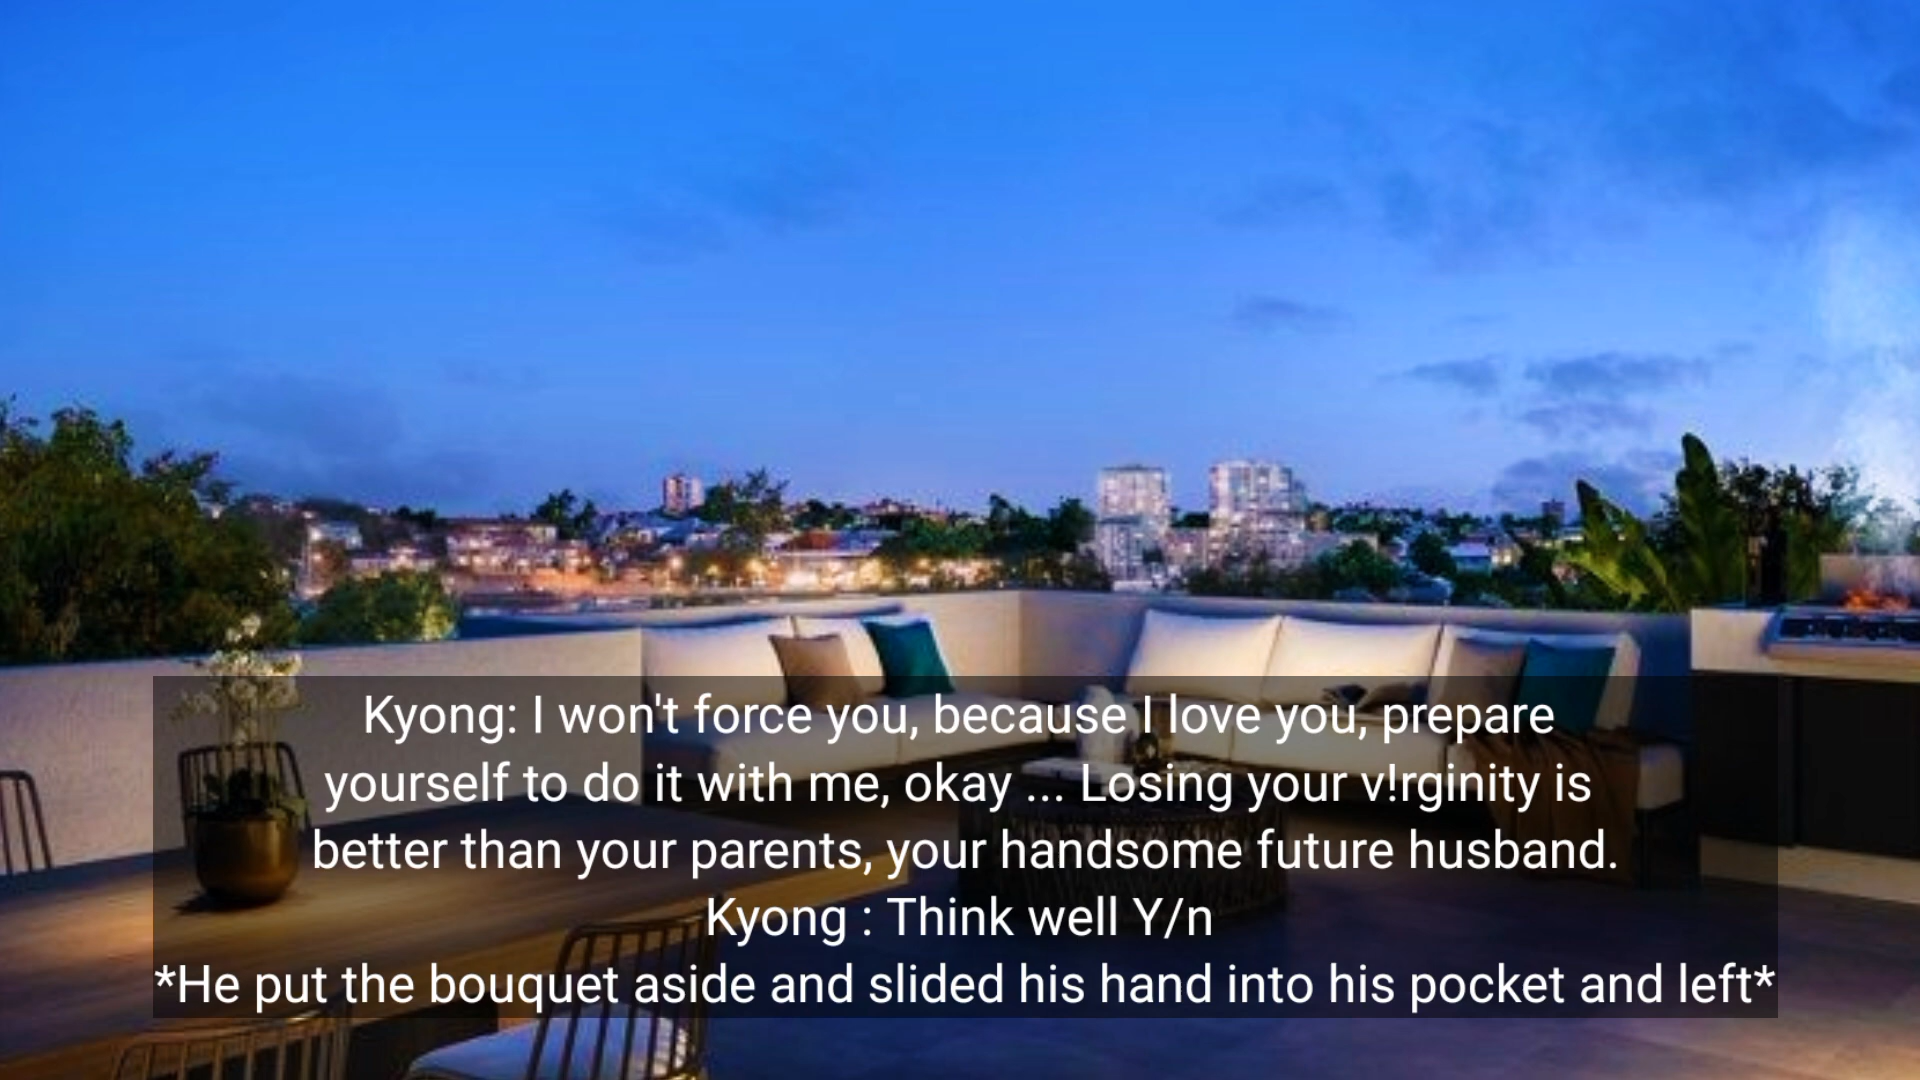 Kyong: I won't force you, because I love you, prepare
yourself to do it with me, okay ... Losing your v!rginity is
better than your parents, your handsome future husband.
Kyong : Think well Y/n
*He put the bouquet aside and slided his hand into his pocket and left*